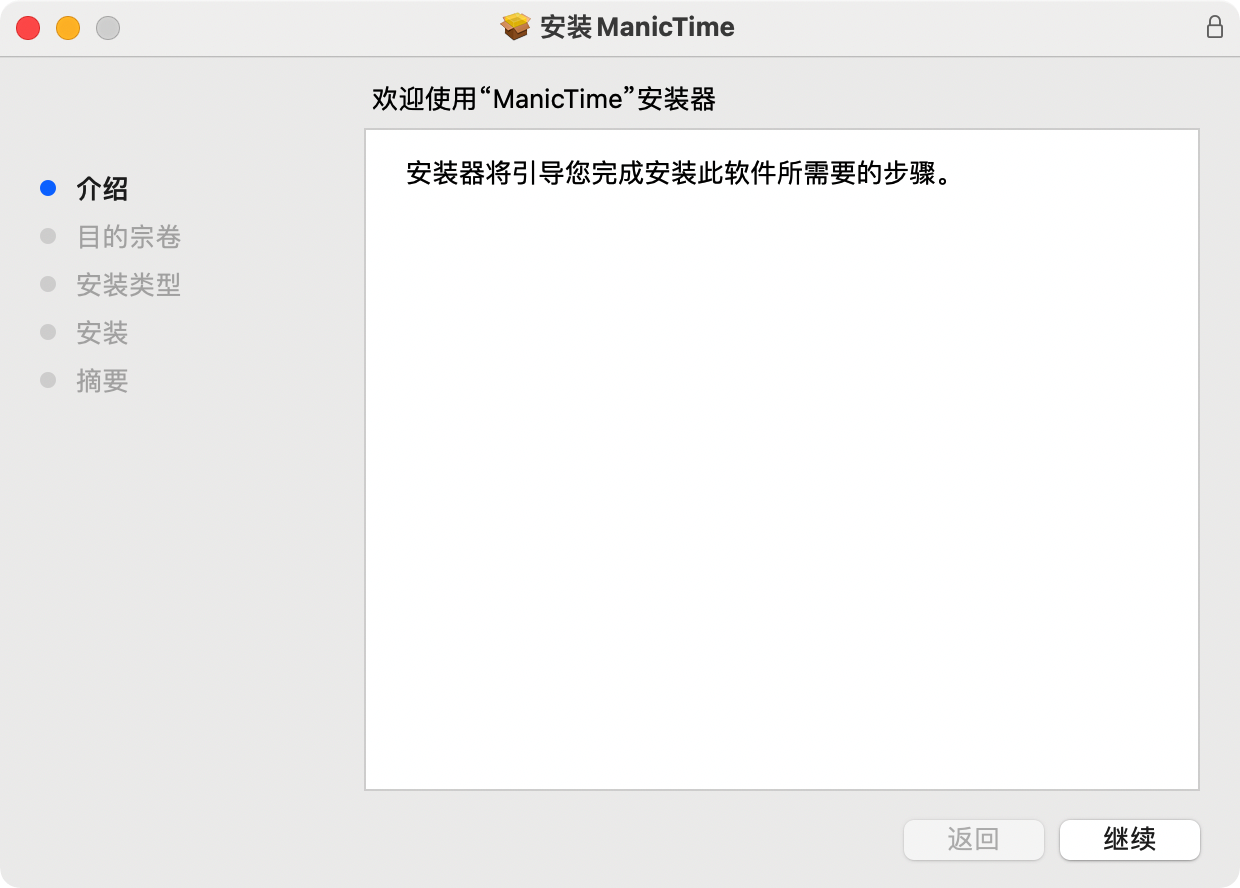 安装 ManicTime
欢迎使用“ManicTime”安装器
介绍
目的宗卷
安装类型
安装
摘要
安装器将引导您完成安装此软件所需要的步骤。
返回
继续